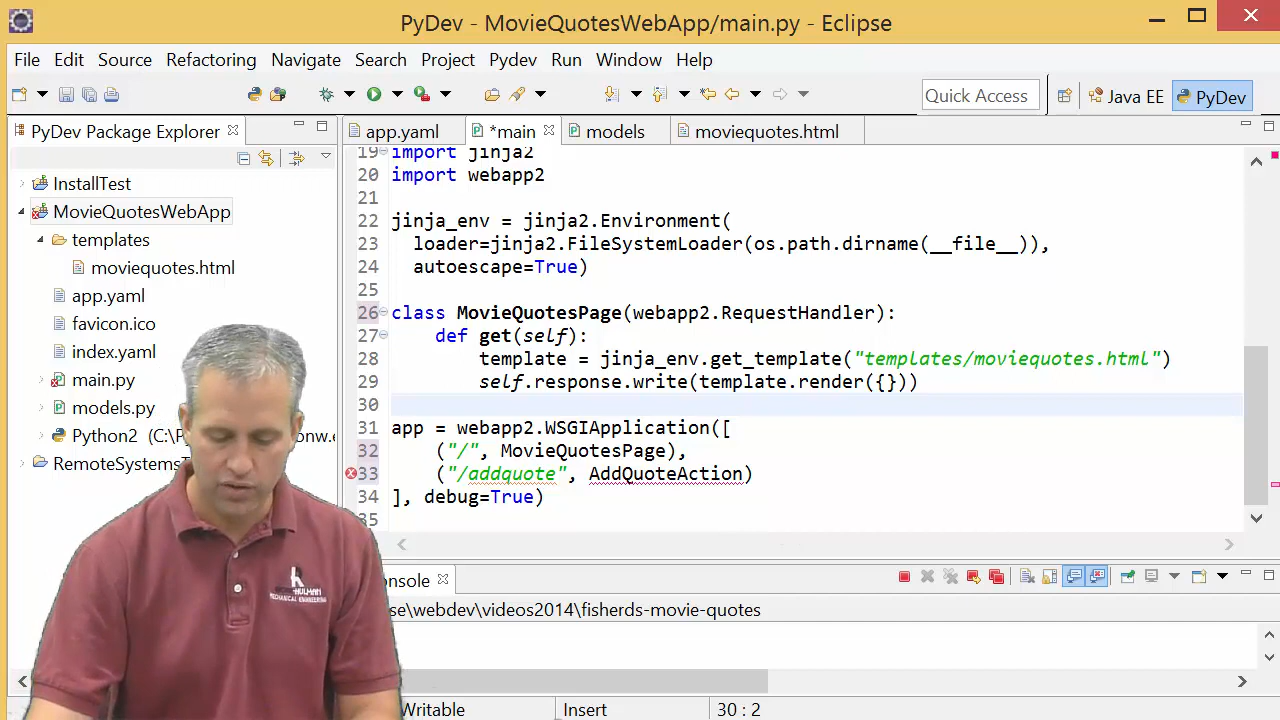 PyDev - MovieQuotesWebApp/main.py - Eclipse
File Edit Source Refactoring Navigate Search Project Pydev Run Window Help
Quick Access
Java EE
PyDev
PyDev Package Explorer
app.yaml
*main
models
moviequotes.html
InstallTest
MovieQuotesWebApp
templates
moviequotes.html
app.yaml
favicon.ico
index.yaml
main.py
models.py
Python2 (C:\P
onw.e
RemoteSystemsT
19 import jinja2
20 import webapp2
21
22 jinja_env = jinja2.Environment(
23 loader=jinja2.FileSystemLoader(os.path.dirname(__file__)),
24 autoescape=True)
25
26 class MovieQuotesPage(webapp2.RequestHandler):
27 def get(self):
28 template = jinja_env.get_template("templates/moviequotes.html")
29 self.response.write(template.render({}))
30
31 app = webapp2.WSGIApplication([
32 ("/", MovieQuotesPage),
33 ("/addquote", AddQuoteAction)
34 ], debug=True)
35
onsole
se\webdev\videos2014\fisherds-movie-quotes
Writable
Insert
30 : 2
-HULMAN
MECHANICAL ENGINEERING